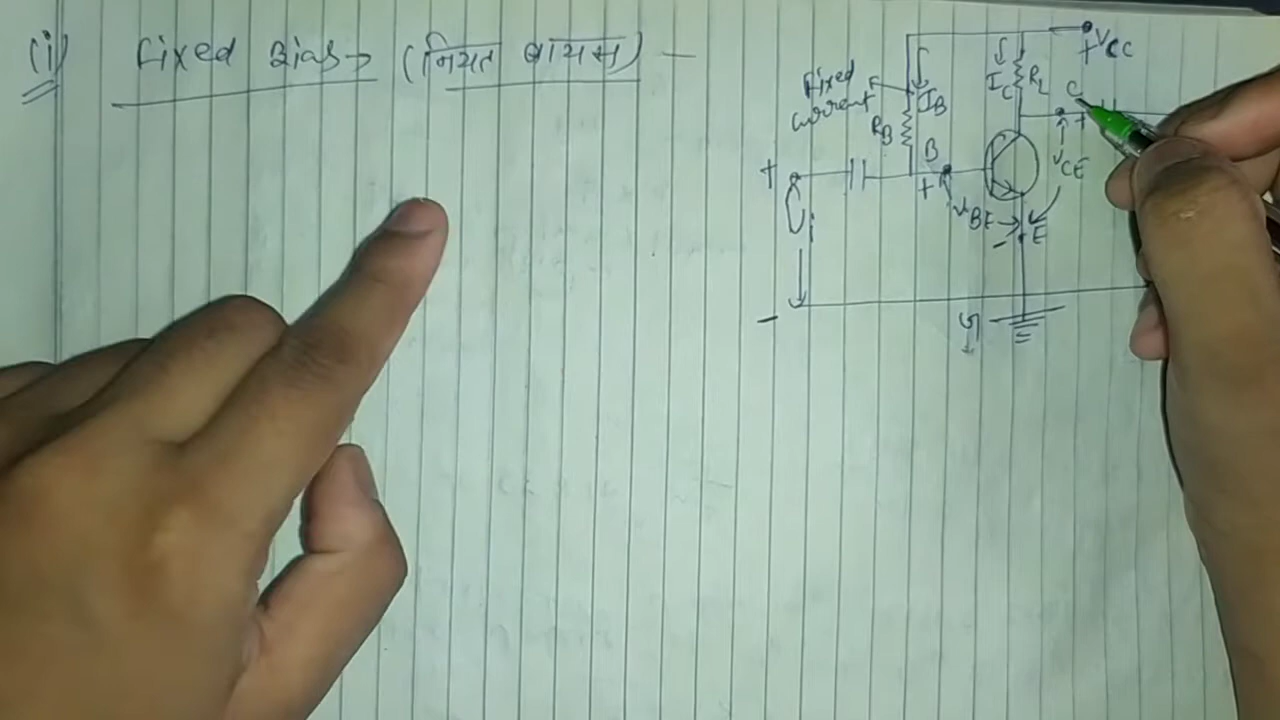 (i) Fixed Bias → (नियत बायस) —
+VCC
IC RL
Fixed
current
IB
RB
C
B
+ + +
VCE
VBE
E
- -